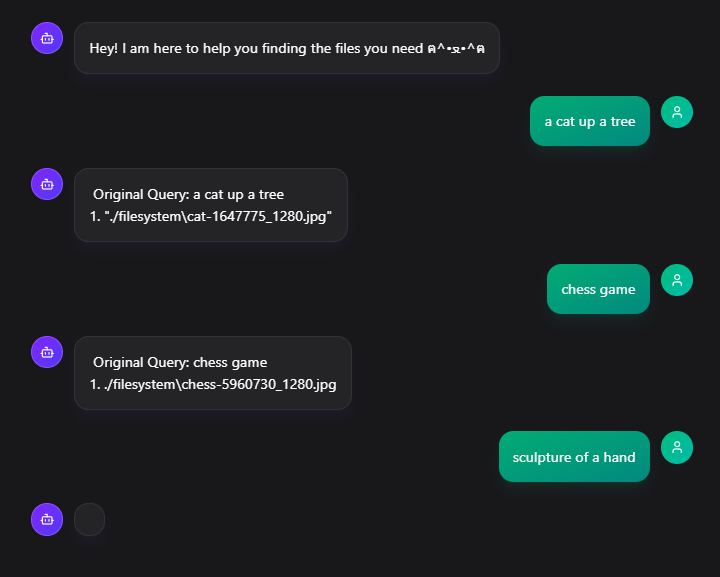 Hey! I am here to help you finding the files you need ฅ^•ﻌ•^ฅ
a cat up a tree
Original Query: a cat up a tree
1. "./filesystem\cat-1647775_1280.jpg"
chess game
Original Query: chess game
1. ./filesystem\chess-5960730_1280.jpg
sculpture of a hand